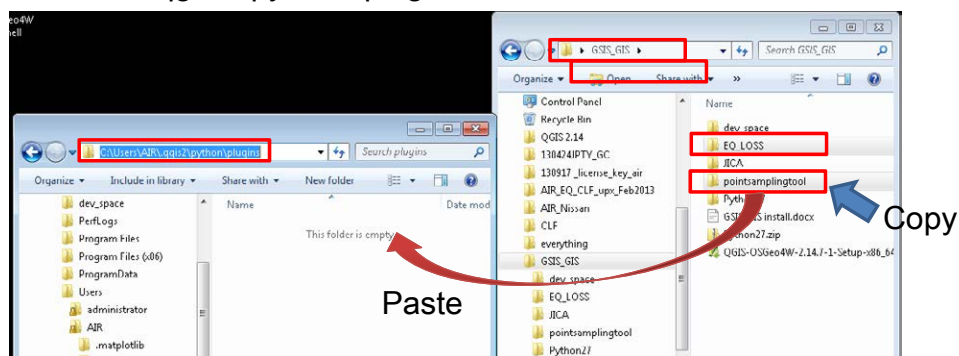 C:\Users\AIR\.qgis2\python\plugins
Search plugins
Organize
Include in library
Share with
New folder
dev_space
PerfLogs
Program Files
Program Files (x86)
ProgramData
Users
administrator
AIR
.matplotlib
Name
Date mod
This folder is empty.
Paste
GSIS_GIS
Search GSIS_GIS
Organize
Open
Share with
»
Control Panel
Recycle Bin
QGIS 2.14
130424IPTY_GC
130917_license_key_air
AIR_EQ_CLF_upx_Feb2013
AIR_Nissan
CLF
everything
GSIS_GIS
dev_space
EQ_LOSS
JICA
pointsamplingtool
Python27
Name
dev_space
EQ_LOSS
JICA
pointsamplingtool
install.docx
Python27.zip
QGIS-OSGeo4W-2.14.7-1-Setup-x86_64
Copy